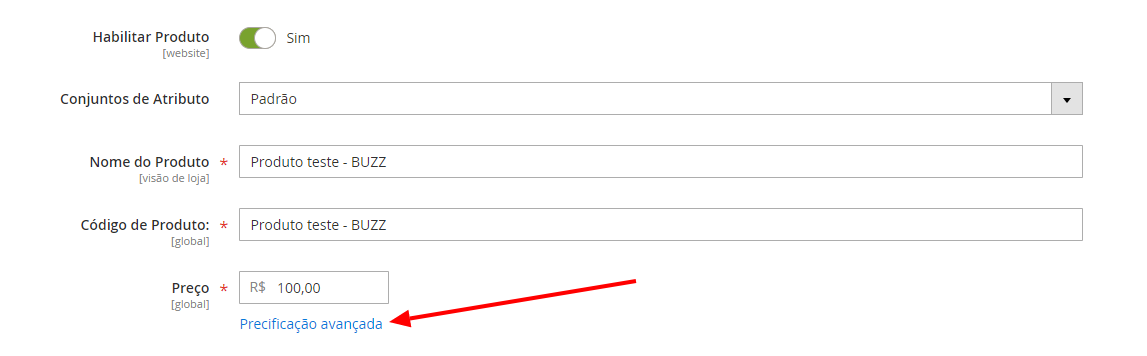 Habilitar Produto
Sim
[website]
Conjuntos de Atributo
Padrão
Nome do Produto *
Produto teste - BUZZ
[visão de loja]
Código de Produto: *
Produto teste - BUZZ
[global]
Preço *
R$ 100,00
[global]
Precificação avançada